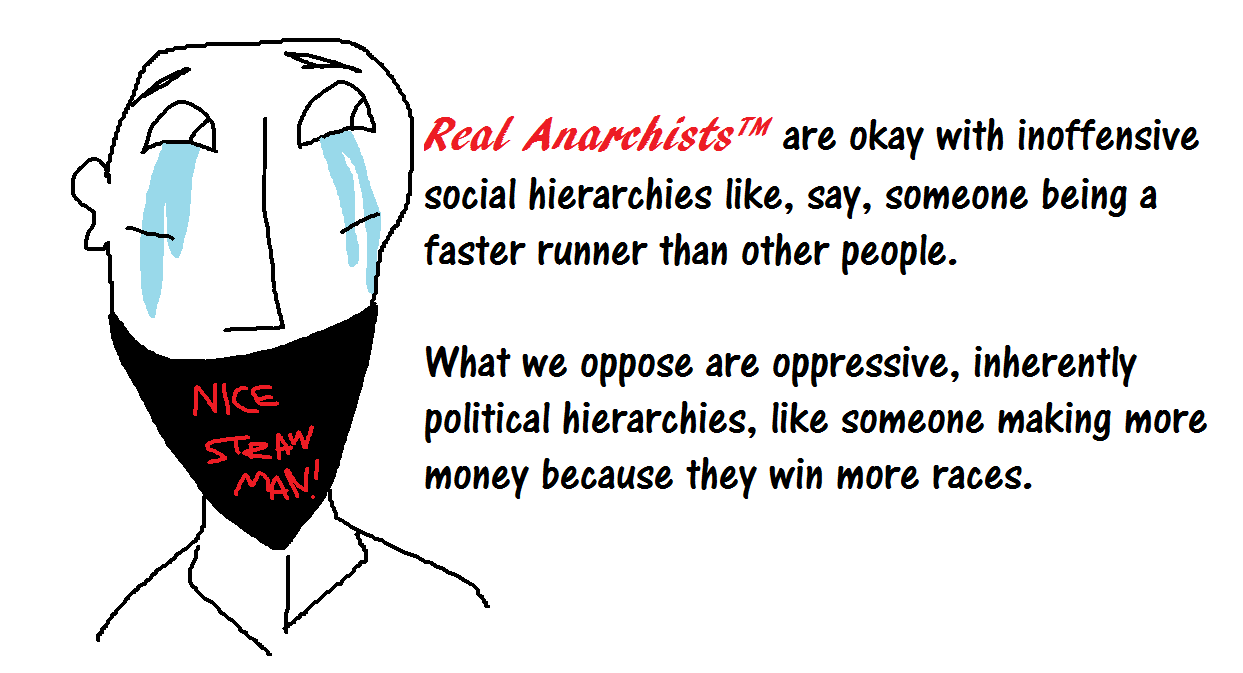 Real Anarchists™ are okay with inoffensive
social hierarchies like, say, someone being a
faster runner than other people.
What we oppose are oppressive, inherently
political hierarchies, like someone making more
money because they win more races.
NICE
STRAW
MAN!